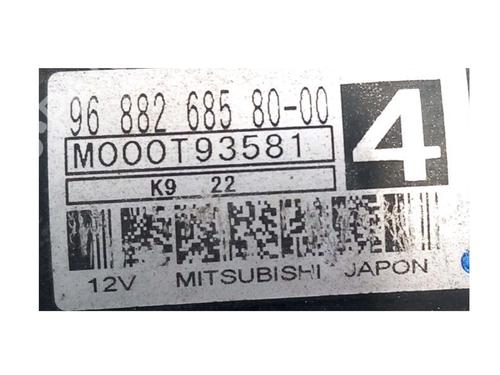 96 882 685 80-00
M000T93581
4
K9 22
12V MITSUBISHI JAPON